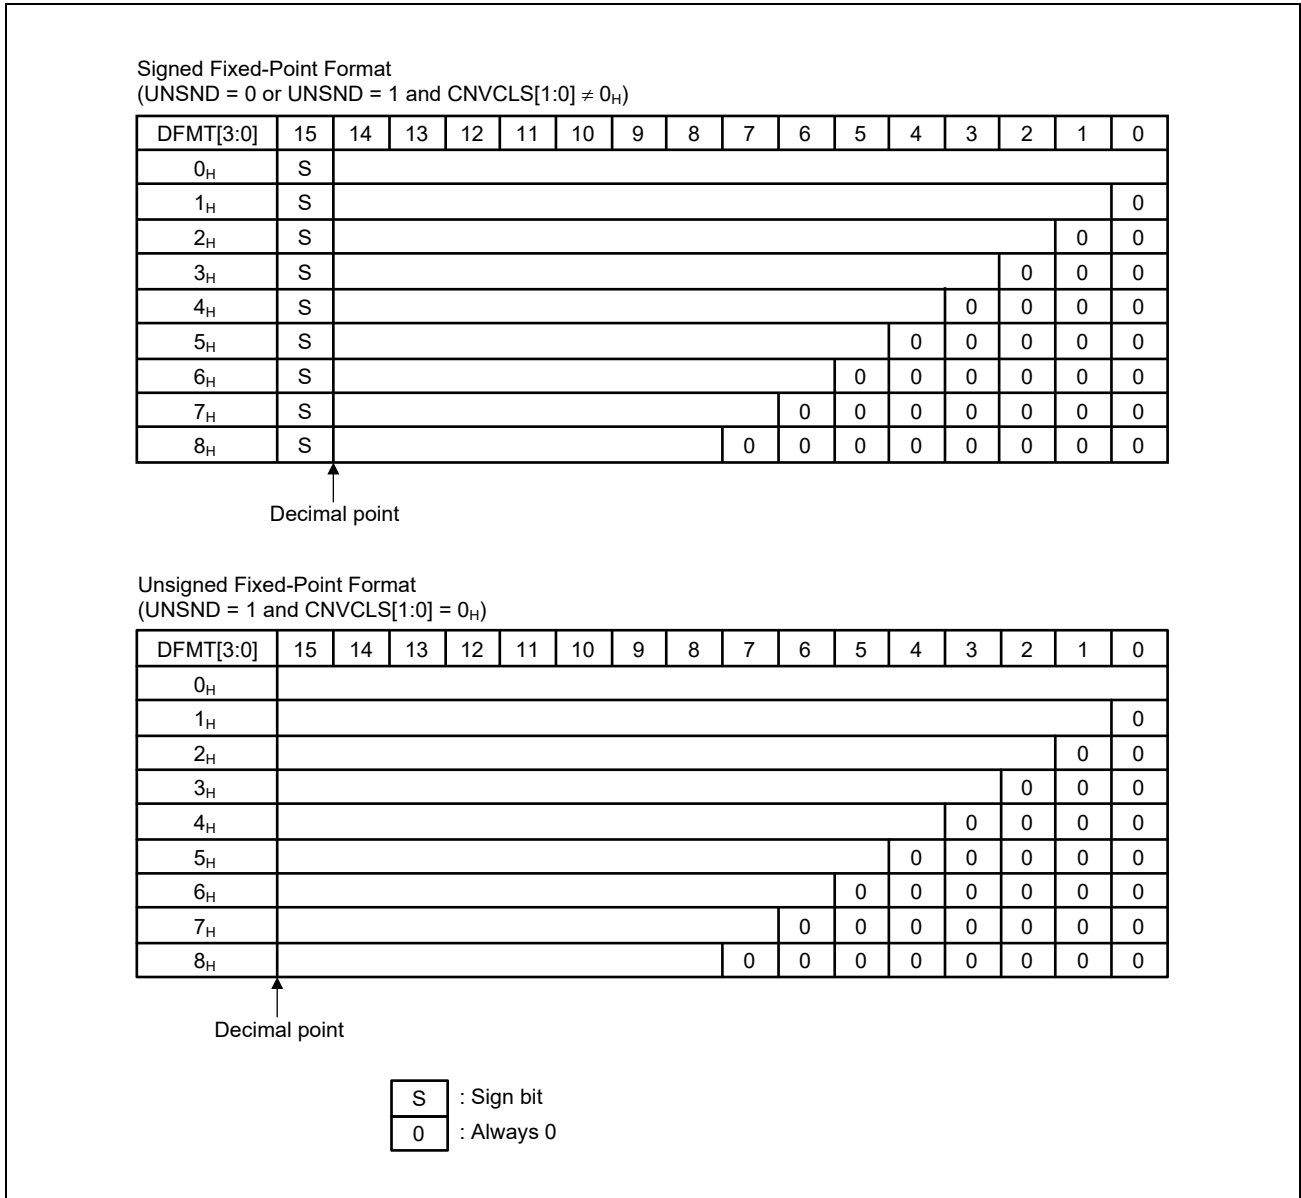 Signed Fixed-Point Format
(UNSND = 0 or UNSND = 1 and CNVCLS[1:0] ≠ 0H)
DFMT[3:0] 15 14 13 12 11 10 9 8 7 6 5 4 3 2 1 0
0H S
1H S 0
2H S 0 0
3H S 0 0 0
4H S 0 0 0 0
5H S 0 0 0 0 0
6H S 0 0 0 0 0 0
7H S 0 0 0 0 0 0 0
8H S 0 0 0 0 0 0 0 0
Decimal point
Unsigned Fixed-Point Format
(UNSND = 1 and CNVCLS[1:0] = 0H)
DFMT[3:0] 15 14 13 12 11 10 9 8 7 6 5 4 3 2 1 0
0H
1H 0
2H 0 0
3H 0 0 0
4H 0 0 0 0
5H 0 0 0 0 0
6H 0 0 0 0 0 0
7H 0 0 0 0 0 0 0
8H 0 0 0 0 0 0 0 0
Decimal point
S : Sign bit
0 : Always 0